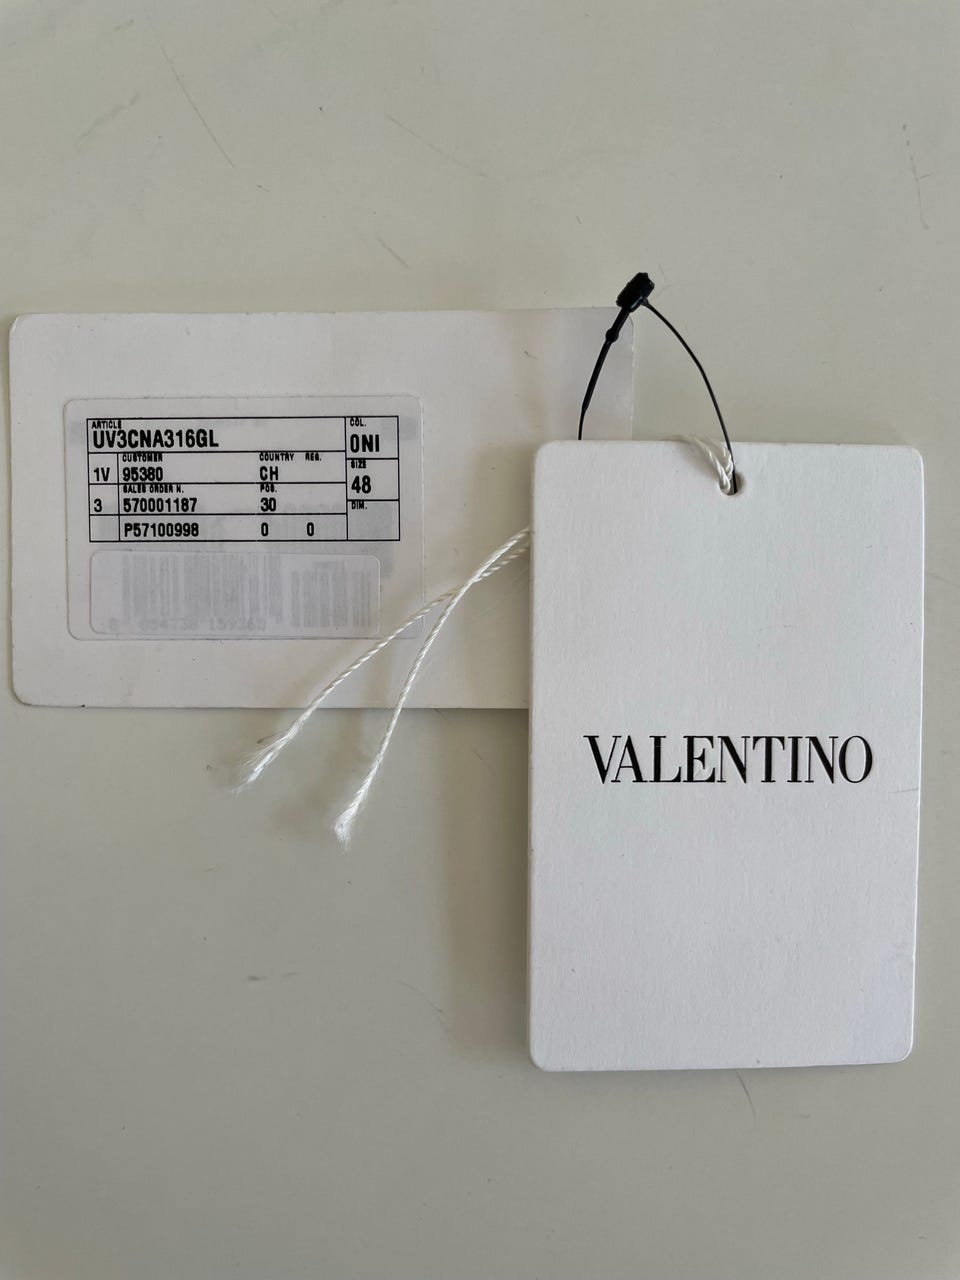 ARTICLE COL.
UV3CNA316GL 0NI
CUSTOMER COUNTRY REG. SIZE
1V 95380 CH 48
SALES ORDER N. POS. DIM.
3 570001187 30
P57100998 0 0
VALENTINO